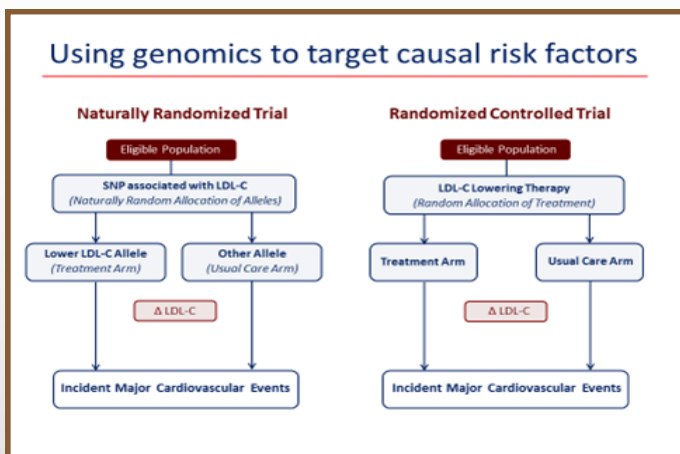 Using genomics to target causal risk factors
Naturally Randomized Trial
Eligible Population
SNP associated with LDL-C
(Naturally Random Allocation of Alleles)
Lower LDL-C Allele
(Treatment Arm)
Other Allele
(Usual Care Arm)
Δ LDL-C
Incident Major Cardiovascular Events
Randomized Controlled Trial
Eligible Population
LDL-C Lowering Therapy
(Random Allocation of Treatment)
Treatment Arm
Usual Care Arm
Δ LDL-C
Incident Major Cardiovascular Events